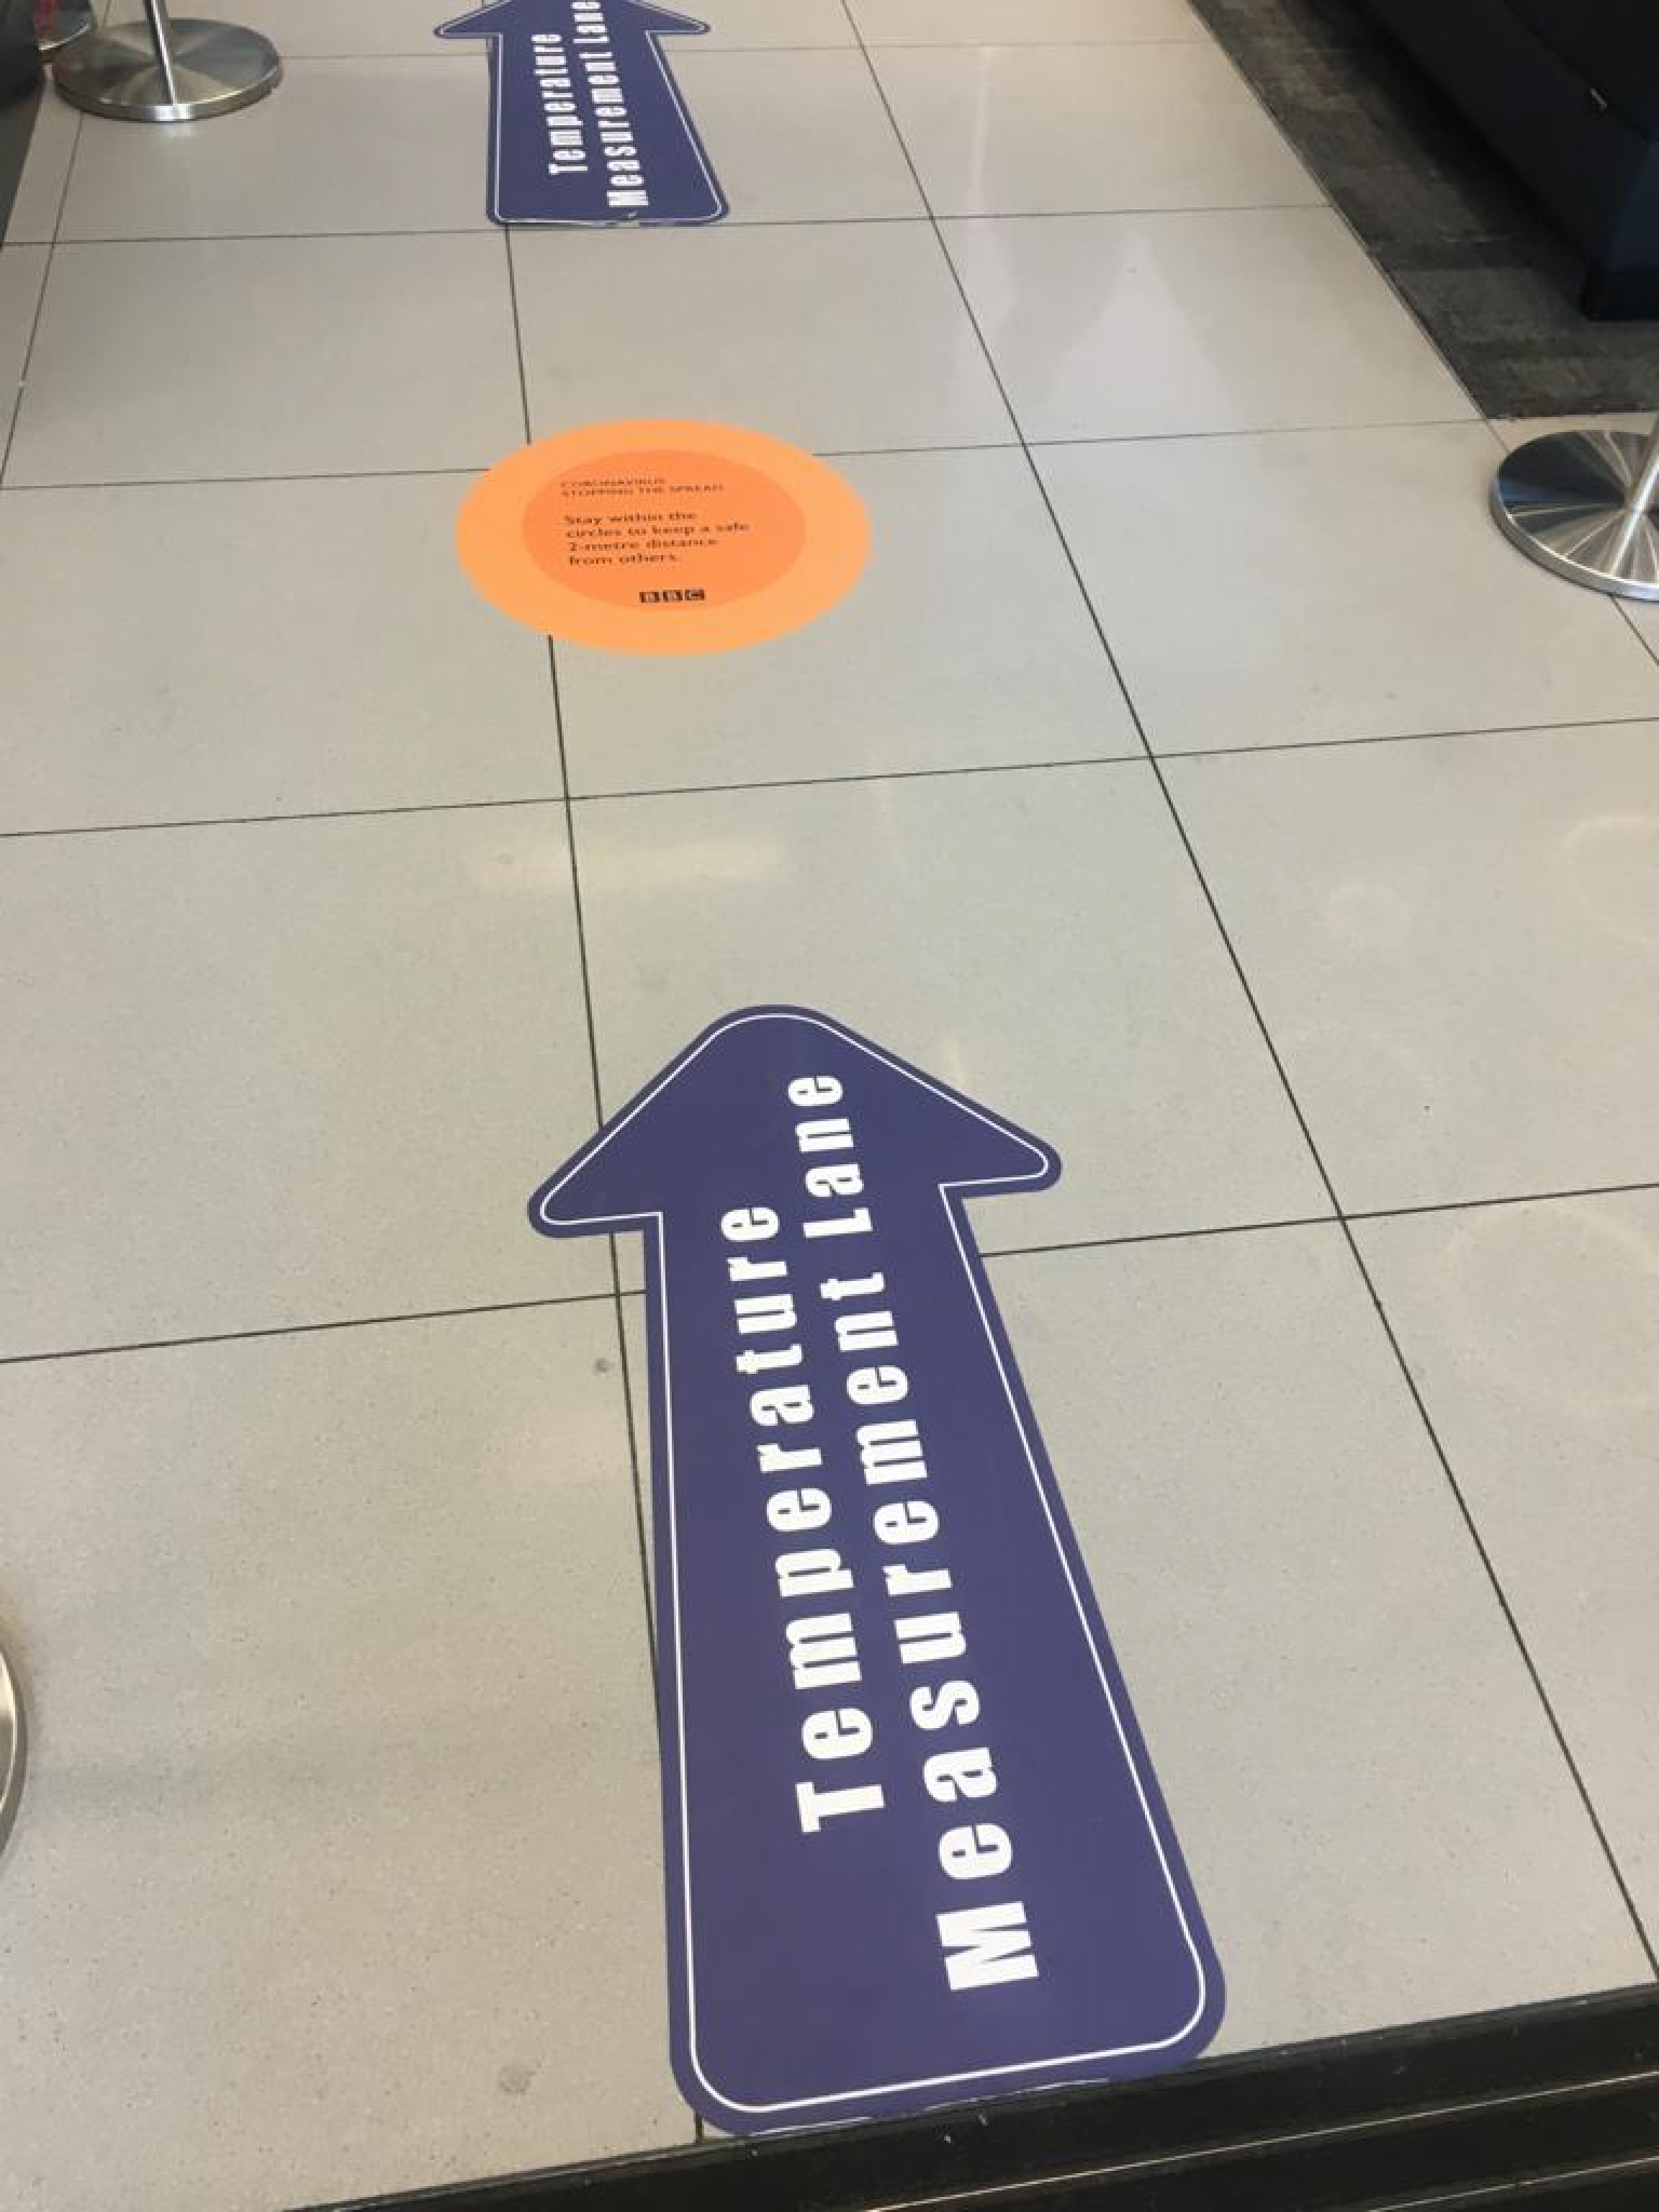 Temperature
Measurement Lane
CORONAVIRUS
STOPPING THE SPREAD
Stay within the
circles to keep a safe
2-metre distance
from others.
BBC
Temperature
Measurement Lane